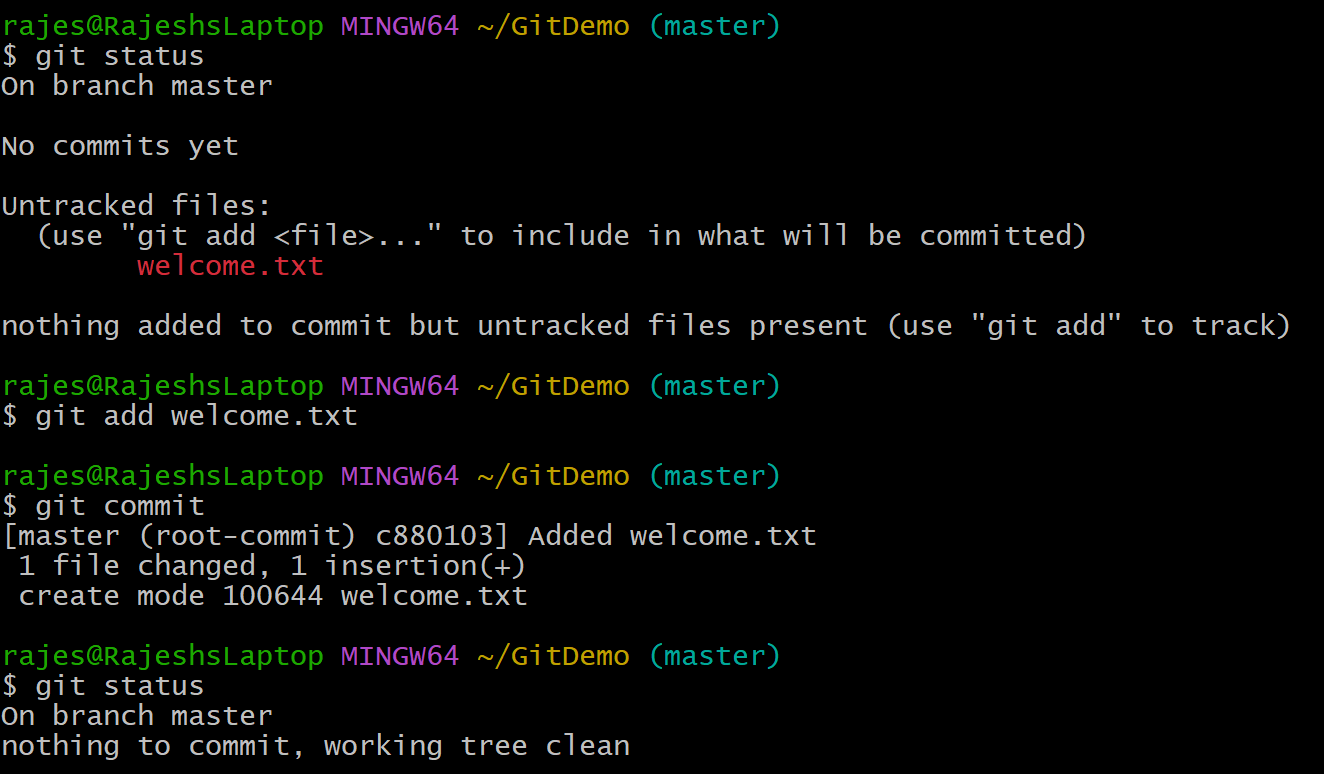 rajes@RajeshsLaptop MINGW64 ~/GitDemo (master)
$ git status
On branch master
No commits yet
Untracked files:
(use "git add <file>..." to include in what will be committed)
welcome.txt
nothing added to commit but untracked files present (use "git add" to track)
rajes@RajeshsLaptop MINGW64 ~/GitDemo (master)
$ git add welcome.txt
rajes@RajeshsLaptop MINGW64 ~/GitDemo (master)
$ git commit
[master (root-commit) c880103] Added welcome.txt
1 file changed, 1 insertion(+)
create mode 100644 welcome.txt
rajes@RajeshsLaptop MINGW64 ~/GitDemo (master)
$ git status
On branch master
nothing to commit, working tree clean